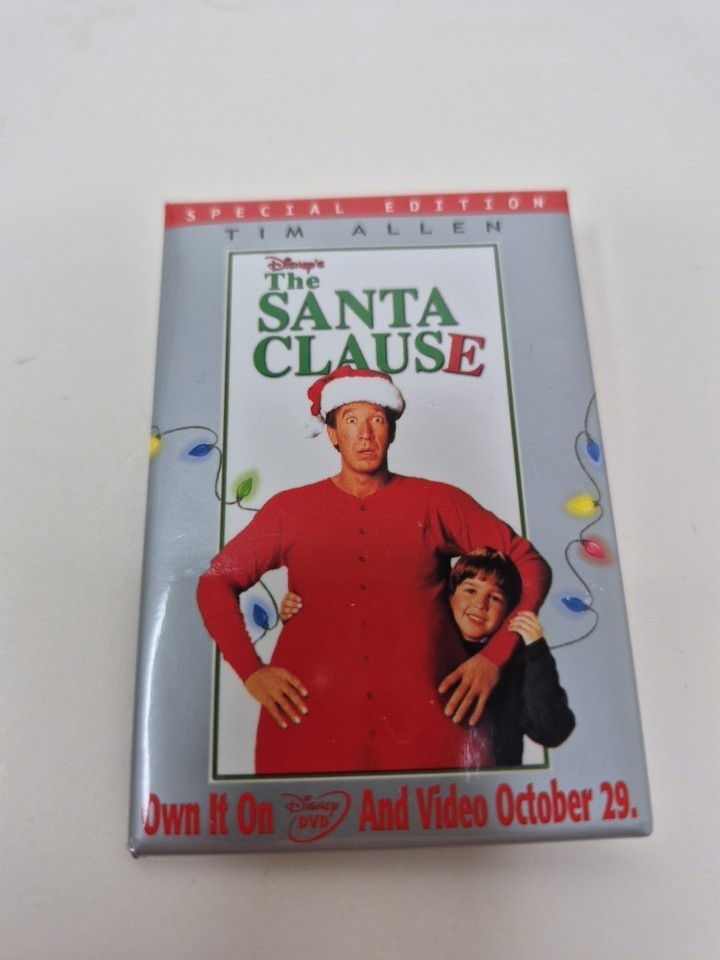 SPECIAL EDITION
TIM ALLEN
Disney's
The
SANTA
CLAUSE
Own It On Disney DVD And Video October 29.